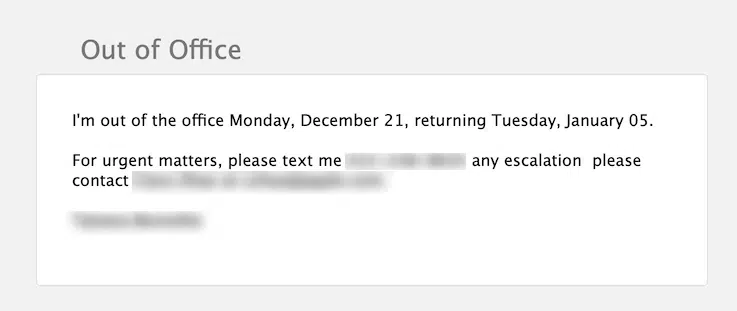 Out of Office
I'm out of the office Monday, December 21, returning Tuesday, January 05.
For urgent matters, please text me any escalation  please
contact